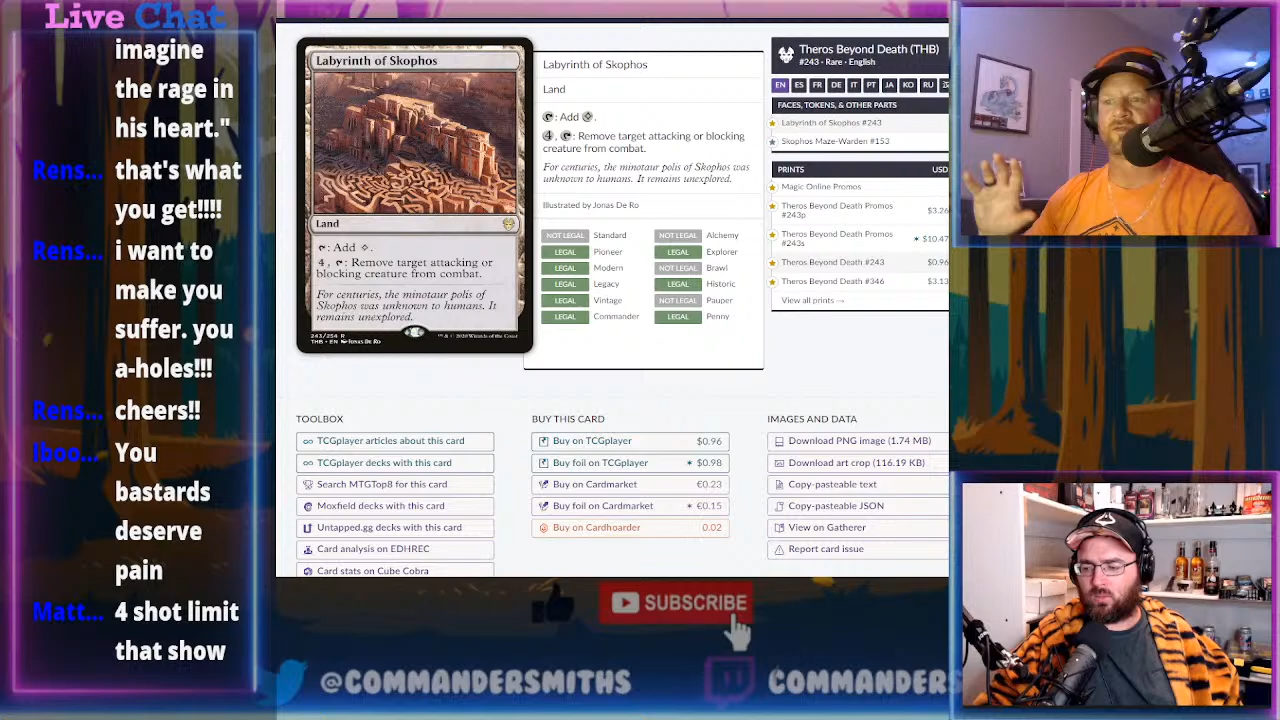 Live Chat
imagine
the rage in
his heart."
Rens... that's what
you get!!!!
Rens... i want to
make you
suffer. you
a-holes!!!
Rens... cheers!!
Iboo... You
bastards
deserve
pain
Matt... 4 shot limit
that show
Labyrinth of Skophos
Land
: Add .
4, : Remove target attacking or
blocking creature from combat.
For centuries, the minotaur polis of
Skophos was unknown to humans. It
remains unexplored.
243/254 R
THB • EN Jonas De Ro
™ & © 2020 Wizards of the Coast
Labyrinth of Skophos
Land
: Add .
4, : Remove target attacking or blocking
creature from combat.
For centuries, the minotaur polis of Skophos was
unknown to humans. It remains unexplored.
Illustrated by Jonas De Ro
NOT LEGAL Standard NOT LEGAL Alchemy
LEGAL Pioneer LEGAL Explorer
LEGAL Modern NOT LEGAL Brawl
LEGAL Legacy LEGAL Historic
LEGAL Vintage NOT LEGAL Pauper
LEGAL Commander LEGAL Penny
Theros Beyond Death (THB)
#243 • Rare • English
EN ES FR DE IT PT JA KO RU
FACES, TOKENS, & OTHER PARTS
Labyrinth of Skophos #243
Skophos Maze-Warden #153
PRINTS USD
Magic Online Promos
Theros Beyond Death Promos
#243p $3.26
Theros Beyond Death Promos
#243s $10.47
Theros Beyond Death #243 $0.96
Theros Beyond Death #346 $3.13
View all prints →
TOOLBOX
TCGplayer articles about this card
TCGplayer decks with this card
Search MTGTop8 for this card
Moxfield decks with this card
Untapped.gg decks with this card
Card analysis on EDHREC
Card stats on Cube Cobra
BUY THIS CARD
Buy on TCGplayer $0.96
Buy foil on TCGplayer $0.98
Buy on Cardmarket €0.23
Buy foil on Cardmarket €0.15
Buy on Cardhoarder 0.02
IMAGES AND DATA
Download PNG image (1.74 MB)
Download art crop (116.19 KB)
Copy-pasteable text
Copy-pasteable JSON
View on Gatherer
Report card issue
SUBSCRIBE
@COMMANDERSMITHS
COMMANDERS